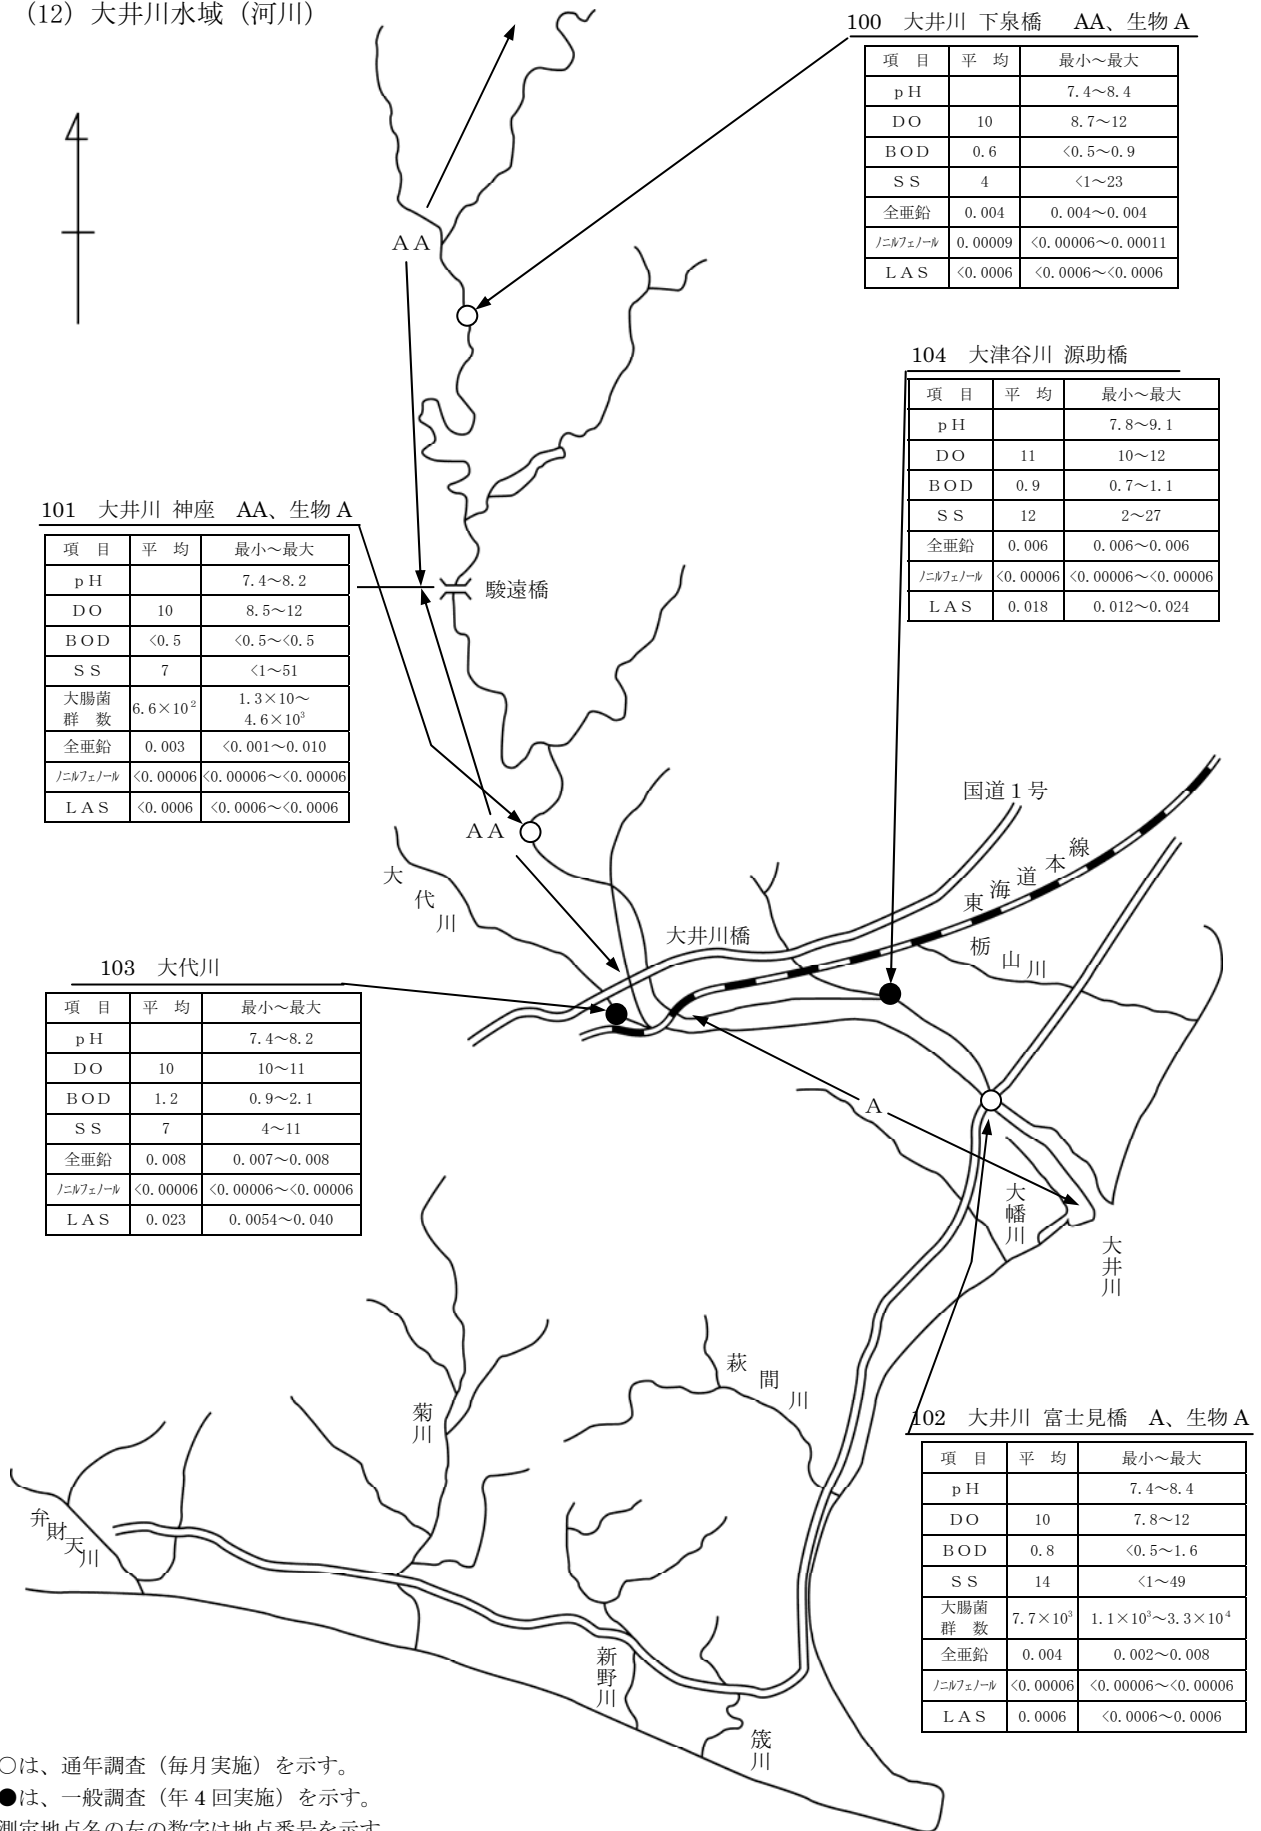 (12) 大井川水域（河川）
100 大井川 下泉橋 AA、生物A
項 目 平 均 最小～最大
ｐＨ 7.4～8.4
ＤＯ 10 8.7～12
ＢＯＤ 0.6 <0.5～0.9
ＳＳ 4 <1～23
全亜鉛 0.004 0.004～0.004
ﾉﾆﾙﾌｪﾉｰﾙ 0.00009 <0.00006～0.00011
ＬＡＳ <0.0006 <0.0006～<0.0006
ＡＡ
104 大津谷川 源助橋
項 目 平 均 最小～最大
ｐＨ 7.8～9.1
ＤＯ 11 10～12
ＢＯＤ 0.9 0.7～1.1
ＳＳ 12 2～27
全亜鉛 0.006 0.006～0.006
ﾉﾆﾙﾌｪﾉｰﾙ <0.00006 <0.00006～<0.00006
ＬＡＳ 0.018 0.012～0.024
101 大井川 神座 AA、生物A
項 目 平 均 最小～最大
ｐＨ 7.4～8.2
ＤＯ 10 8.5～12
ＢＯＤ <0.5 <0.5～<0.5
ＳＳ 7 <1～51
大腸菌群 数 6.6×10² 1.3×10～4.6×10³
全亜鉛 0.003 <0.001～0.010
ﾉﾆﾙﾌｪﾉｰﾙ <0.00006 <0.00006～<0.00006
ＬＡＳ <0.0006 <0.0006～<0.0006
駿遠橋
ＡＡ
国道1号
東海道本線
大代川
大井川橋
栃山川
103 大代川
項 目 平 均 最小～最大
ｐＨ 7.4～8.2
ＤＯ 10 10～11
ＢＯＤ 1.2 0.9～2.1
ＳＳ 7 4～11
全亜鉛 0.008 0.007～0.008
ﾉﾆﾙﾌｪﾉｰﾙ <0.00006 <0.00006～<0.00006
ＬＡＳ 0.023 0.0054～0.040
A
大幡川
大井川
萩間川
菊川
102 大井川 富士見橋 A、生物A
項 目 平 均 最小～最大
ｐＨ 7.4～8.4
ＤＯ 10 7.8～12
ＢＯＤ 0.8 <0.5～1.6
ＳＳ 14 <1～49
大腸菌群 数 7.7×10³ 1.1×10³～3.3×10⁴
全亜鉛 0.004 0.002～0.008
ﾉﾆﾙﾌｪﾉｰﾙ <0.00006 <0.00006～<0.00006
ＬＡＳ 0.0006 <0.0006～0.0006
弁財天川
新野川
筬川
○は、通年調査（毎月実施）を示す。
●は、一般調査（年4回実施）を示す。
測定地点名の左の数字は地点番号を示す